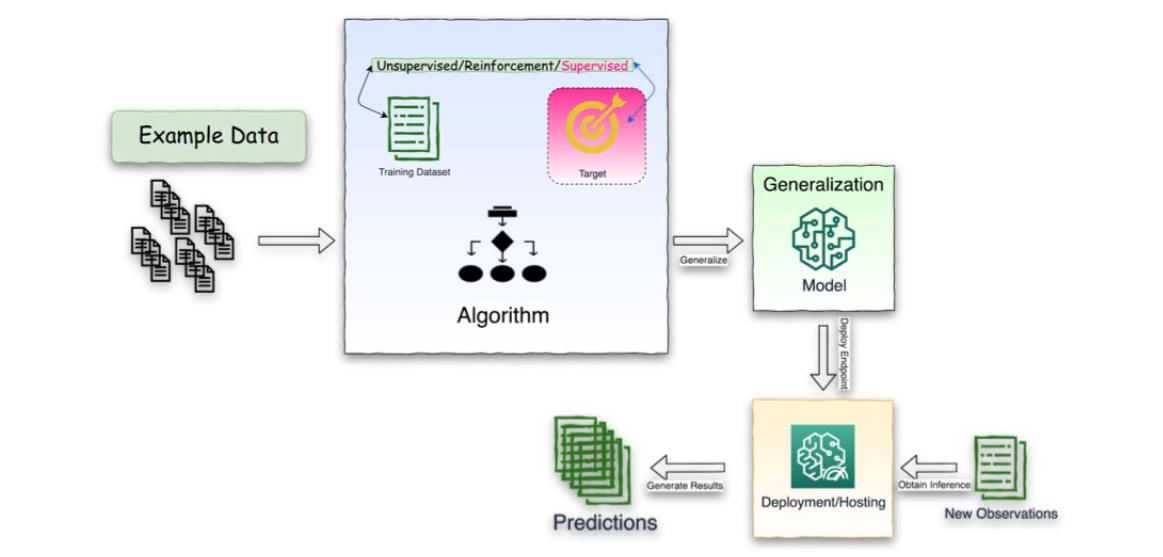 Unsupervised/Reinforcement/Supervised
Example Data
Training Dataset
Target
Algorithm
Generalize
Generalization
Model
Deploy Endpoint
Deployment/Hosting
Obtain Inference
New Observations
Generate Results
Predictions